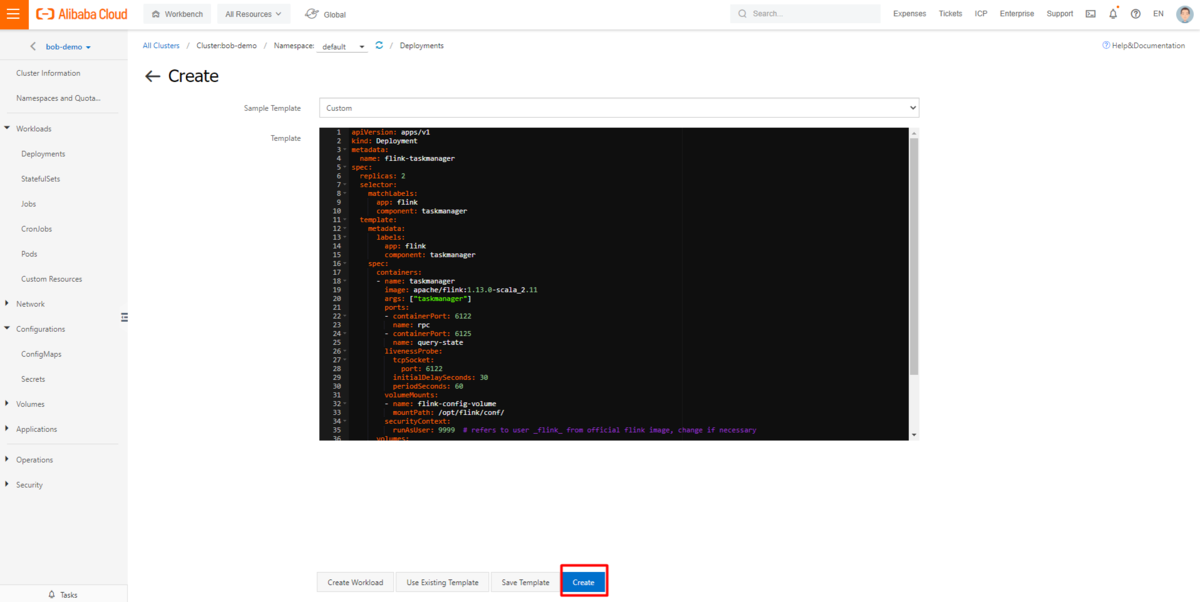 Alibaba Cloud
Workbench
All Resources
Global
Search...
Expenses
Tickets
ICP
Enterprise
Support
EN
bob-demo
Cluster Information
Namespaces and Quota...
Workloads
Deployments
StatefulSets
Jobs
CronJobs
Pods
Custom Resources
Network
Configurations
ConfigMaps
Secrets
Volumes
Applications
Operations
Security
Tasks
All Clusters / Cluster:bob-demo / Namespace: default / Deployments
Help&Documentation
Create
Sample Template
Custom
Template
1 apiVersion: apps/v1
2 kind: Deployment
3 metadata:
4 name: flink-taskmanager
5 spec:
6 replicas: 2
7 selector:
8 matchLabels:
9 app: flink
10 component: taskmanager
11 template:
12 metadata:
13 labels:
14 app: flink
15 component: taskmanager
16 spec:
17 containers:
18 - name: taskmanager
19 image: apache/flink:1.13.0-scala_2.11
20 args: ["taskmanager"]
21 ports:
22 - containerPort: 6122
23 name: rpc
24 - containerPort: 6125
25 name: query-state
26 livenessProbe:
27 tcpSocket:
28 port: 6122
29 initialDelaySeconds: 30
30 periodSeconds: 60
31 volumeMounts:
32 - name: flink-config-volume
33 mountPath: /opt/flink/conf/
34 securityContext:
35 runAsUser: 9999 # refers to user _flink_ from official flink image, change if necessary
36 volumes:
Create Workload
Use Existing Template
Save Template
Create